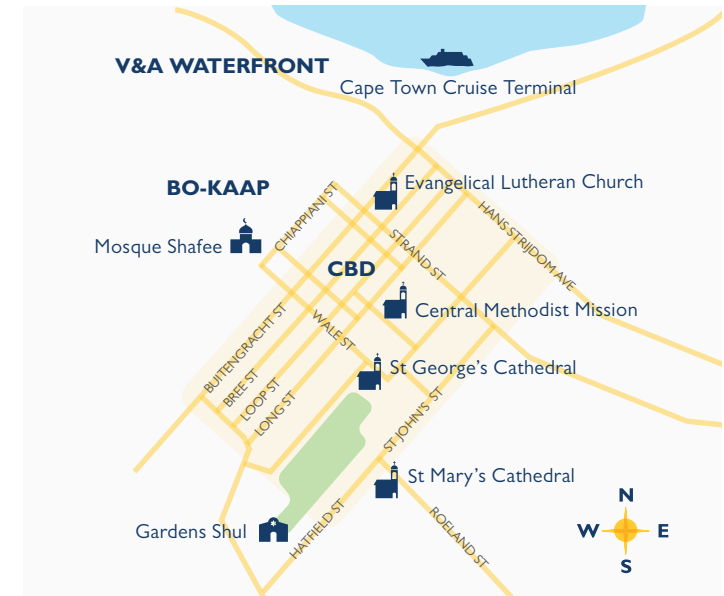 V&A WATERFRONT
Cape Town Cruise Terminal
BO-KAAP
Evangelical Lutheran Church
CHIAPPIANI ST
HANS STRIJDOM AVE
Mosque Shafee
STRAND ST
CBD
Central Methodist Mission
WALE ST
BUITENGRACHT ST
BREE ST
LOOP ST
LONG ST
St George's Cathedral
ST JOHN'S ST
St Mary's Cathedral
Gardens Shul
HATFIELD ST
ROELAND ST
N
W
E
S